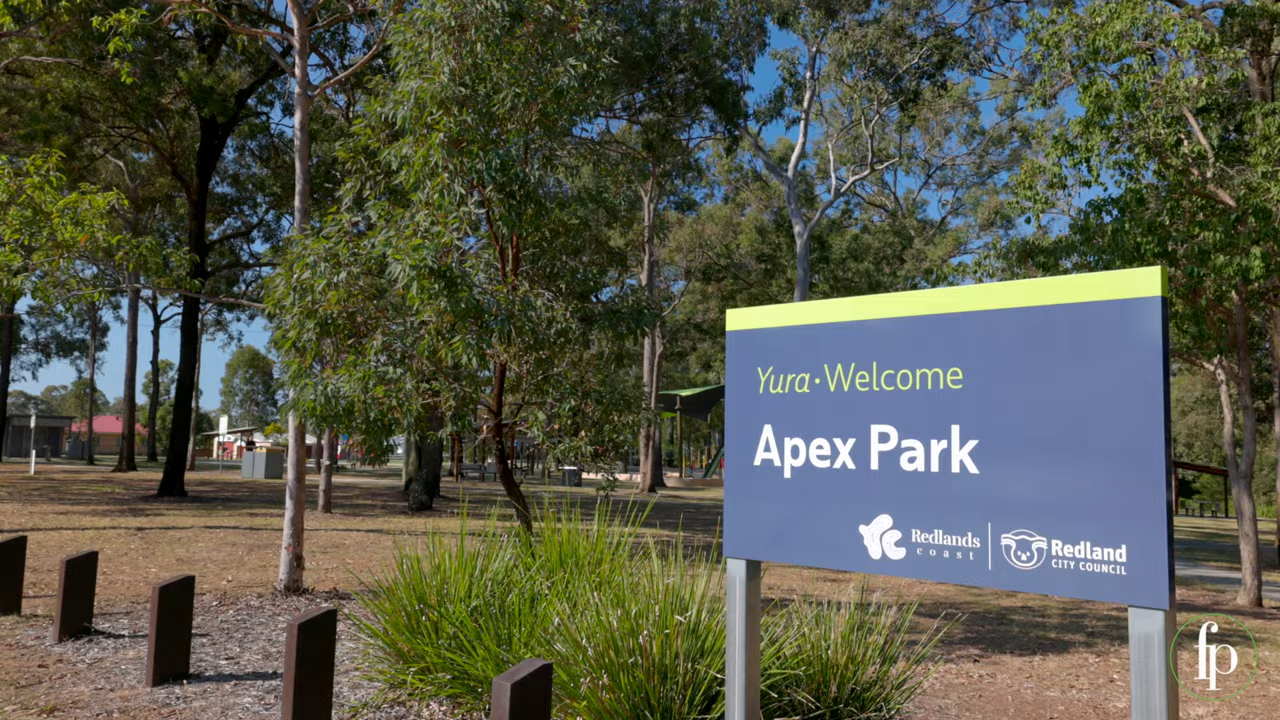 Yura • Welcome
Apex Park
Redlands
coast
Redland
CITY COUNCIL
fp